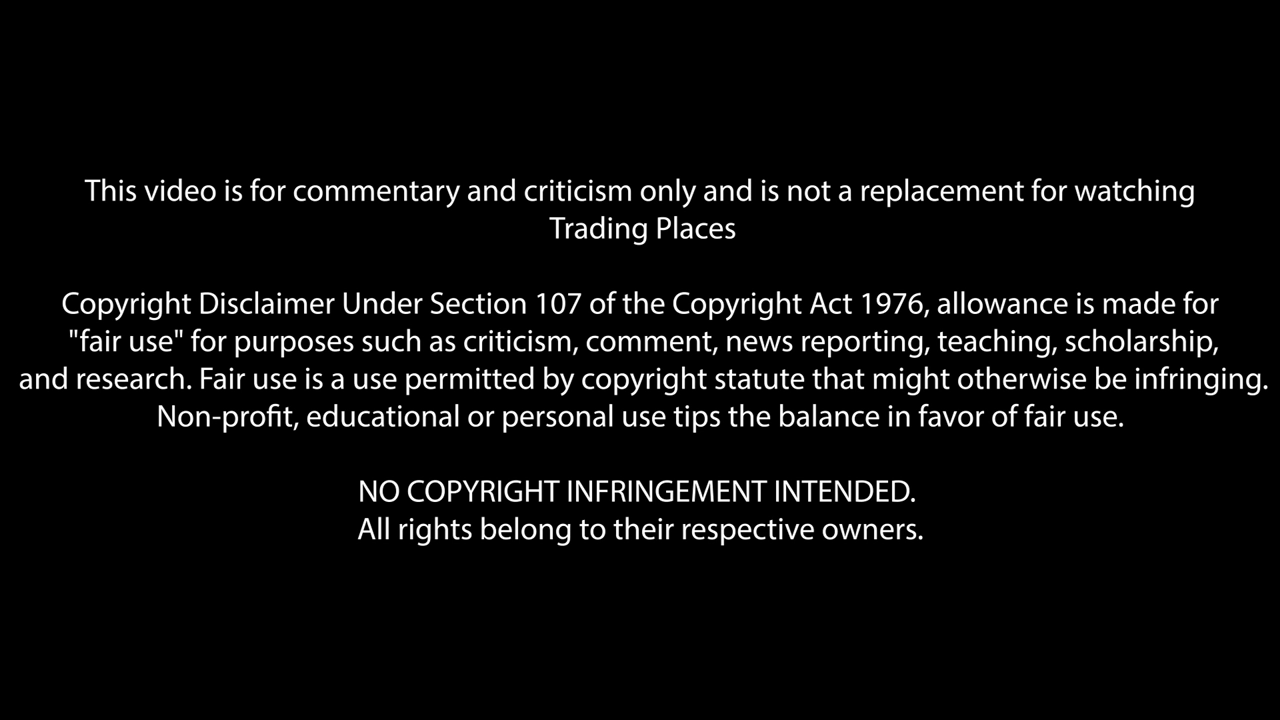 This video is for commentary and criticism only and is not a replacement for watching
Trading Places
Copyright Disclaimer Under Section 107 of the Copyright Act 1976, allowance is made for
"fair use" for purposes such as criticism, comment, news reporting, teaching, scholarship,
and research. Fair use is a use permitted by copyright statute that might otherwise be infringing.
Non-profit, educational or personal use tips the balance in favor of fair use.
NO COPYRIGHT INFRINGEMENT INTENDED.
All rights belong to their respective owners.